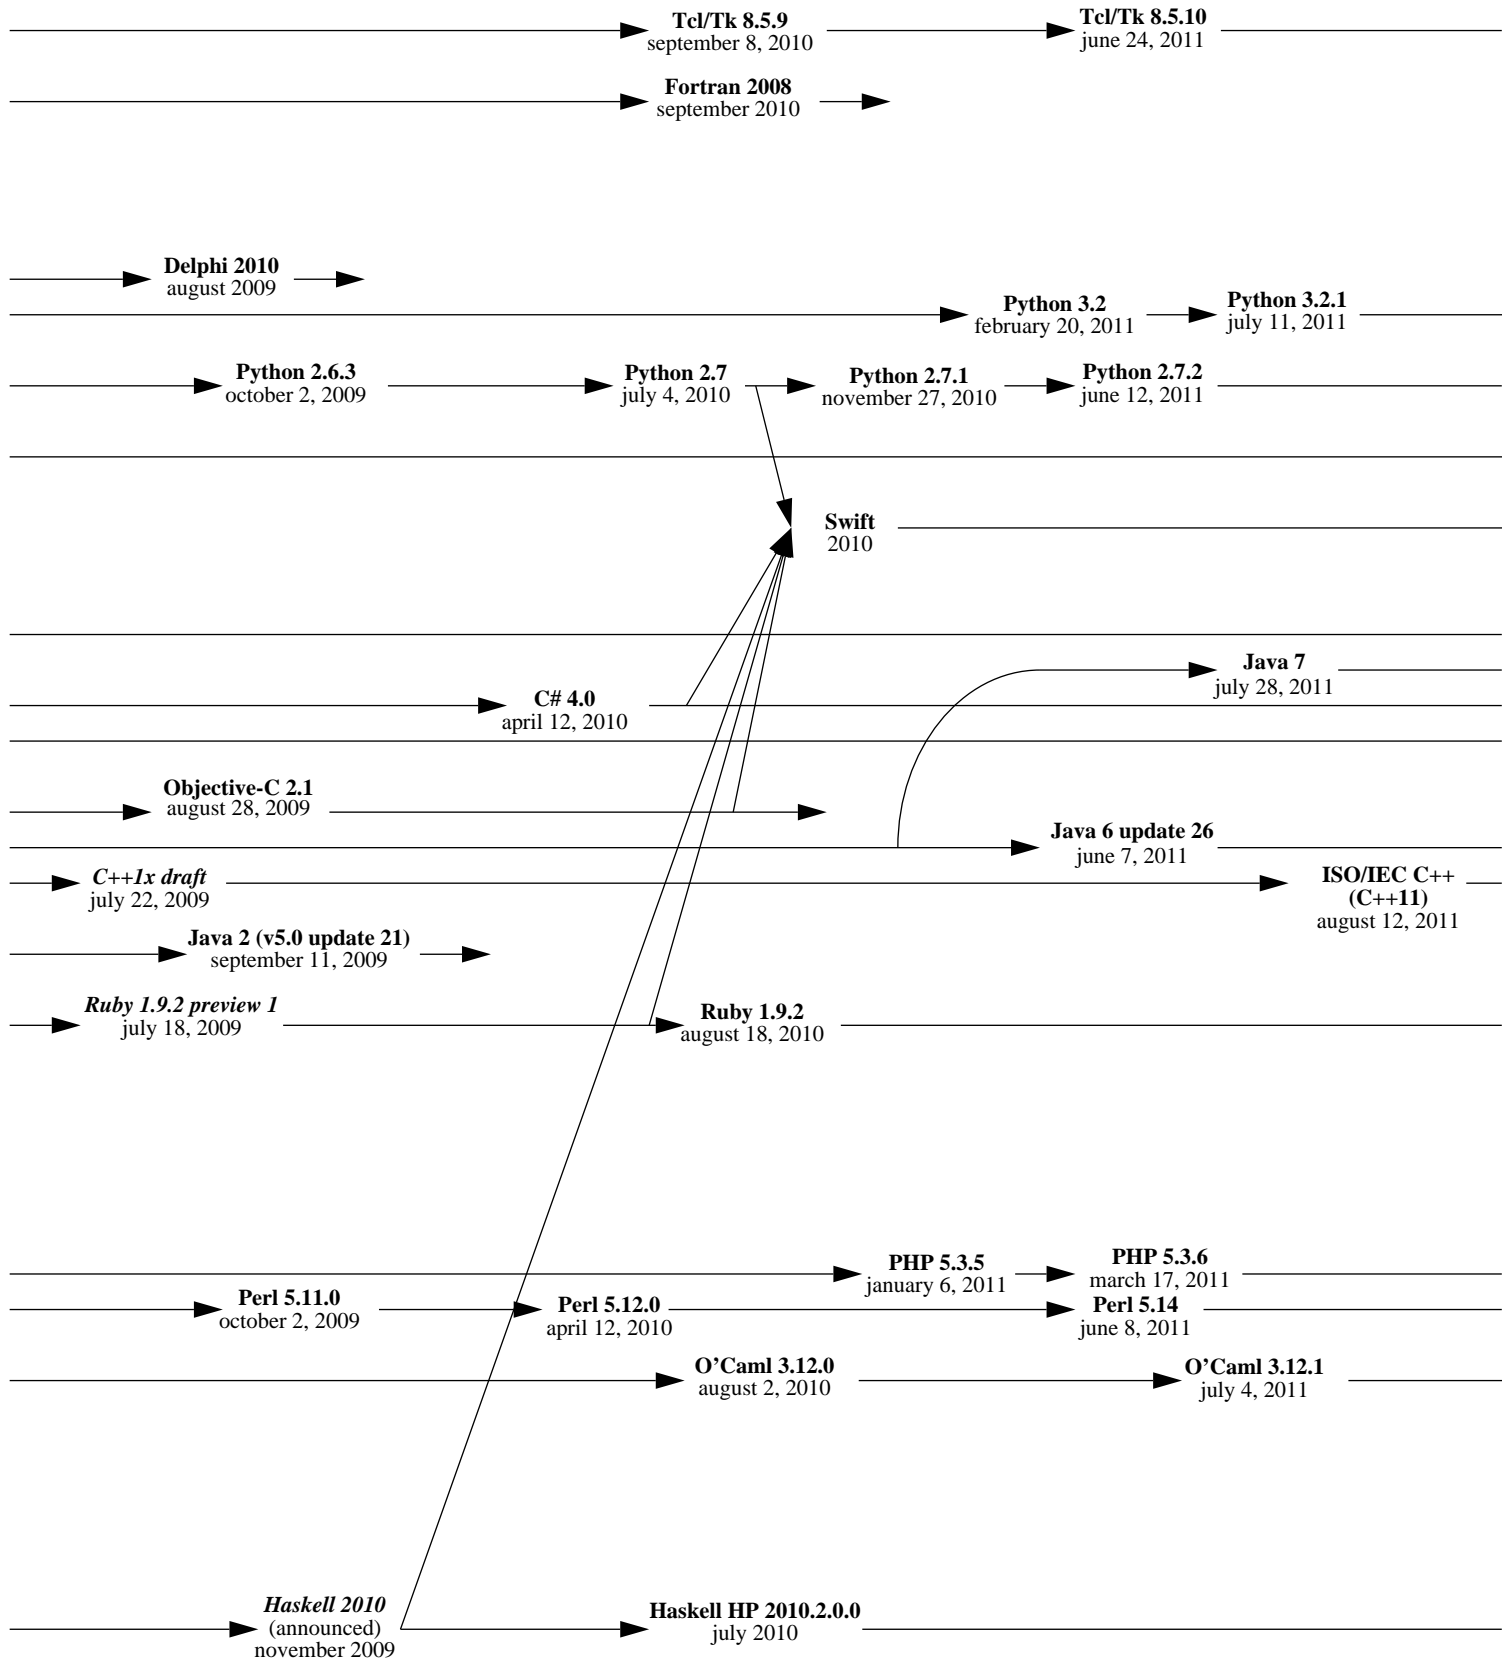 Tcl/Tk 8.5.9
september 8, 2010
Tcl/Tk 8.5.10
june 24, 2011
Fortran 2008
september 2010
Delphi 2010
august 2009
Python 3.2
february 20, 2011
Python 3.2.1
july 11, 2011
Python 2.6.3
october 2, 2009
Python 2.7
july 4, 2010
Python 2.7.1
november 27, 2010
Python 2.7.2
june 12, 2011
Swift
2010
Java 7
july 28, 2011
C# 4.0
april 12, 2010
Objective-C 2.1
august 28, 2009
Java 6 update 26
june 7, 2011
C++1x draft
july 22, 2009
ISO/IEC C++
(C++11)
august 12, 2011
Java 2 (v5.0 update 21)
september 11, 2009
Ruby 1.9.2 preview 1
july 18, 2009
Ruby 1.9.2
august 18, 2010
PHP 5.3.5
january 6, 2011
PHP 5.3.6
march 17, 2011
Perl 5.11.0
october 2, 2009
Perl 5.12.0
april 12, 2010
Perl 5.14
june 8, 2011
O’Caml 3.12.0
august 2, 2010
O’Caml 3.12.1
july 4, 2011
Haskell 2010
(announced)
november 2009
Haskell HP 2010.2.0.0
july 2010